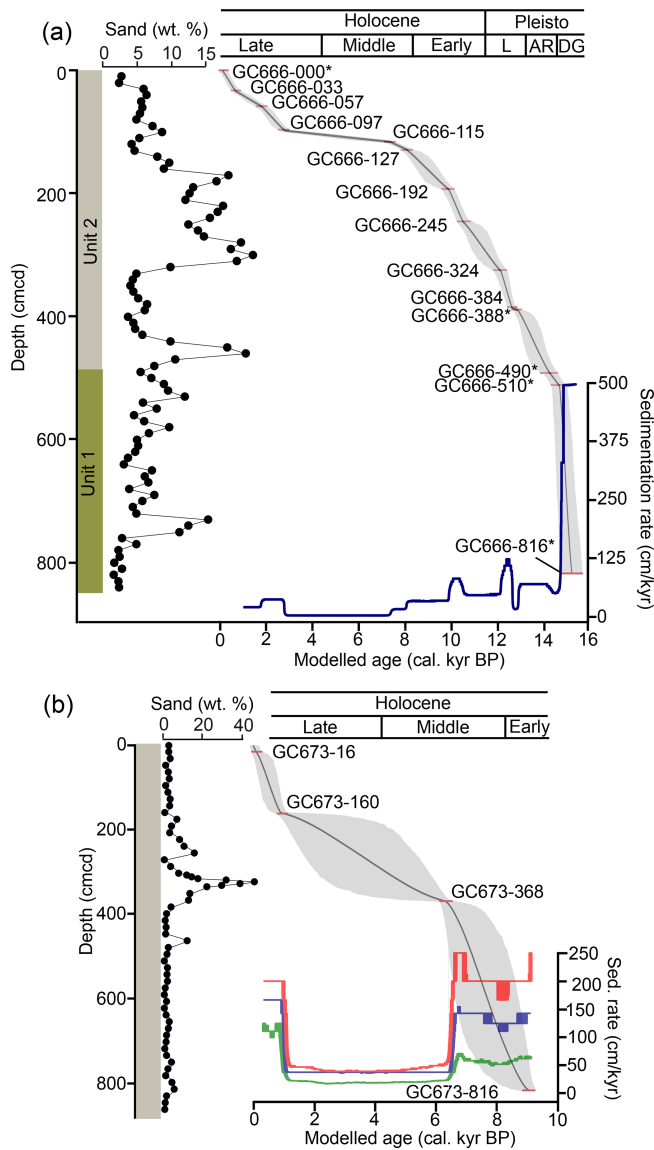 (a)
Sand (wt. %)
0 5 10 15
Holocene Pleisto
Late Middle Early L AR DG
GC666-000*
GC666-033
GC666-057
GC666-097
GC666-115
GC666-127
GC666-192
GC666-245
GC666-324
GC666-384
GC666-388*
GC666-490*
GC666-510*
GC666-816*
Depth (cmcd)
0
200
400
600
800
Unit 2
Unit 1
Sedimentation rate (cm/kyr)
500
375
250
125
0
0 2 4 6 8 10 12 14 16
Modelled age (cal. kyr BP)
(b)
Sand (wt. %)
0 20 40
Holocene
Late Middle Early
GC673-16
GC673-160
GC673-368
GC673-816
Depth (cmcd)
0
200
400
600
800
Sed. rate (cm/kyr)
250
200
150
100
50
0
0 2 4 6 8 10
Modelled age (cal. kyr BP)